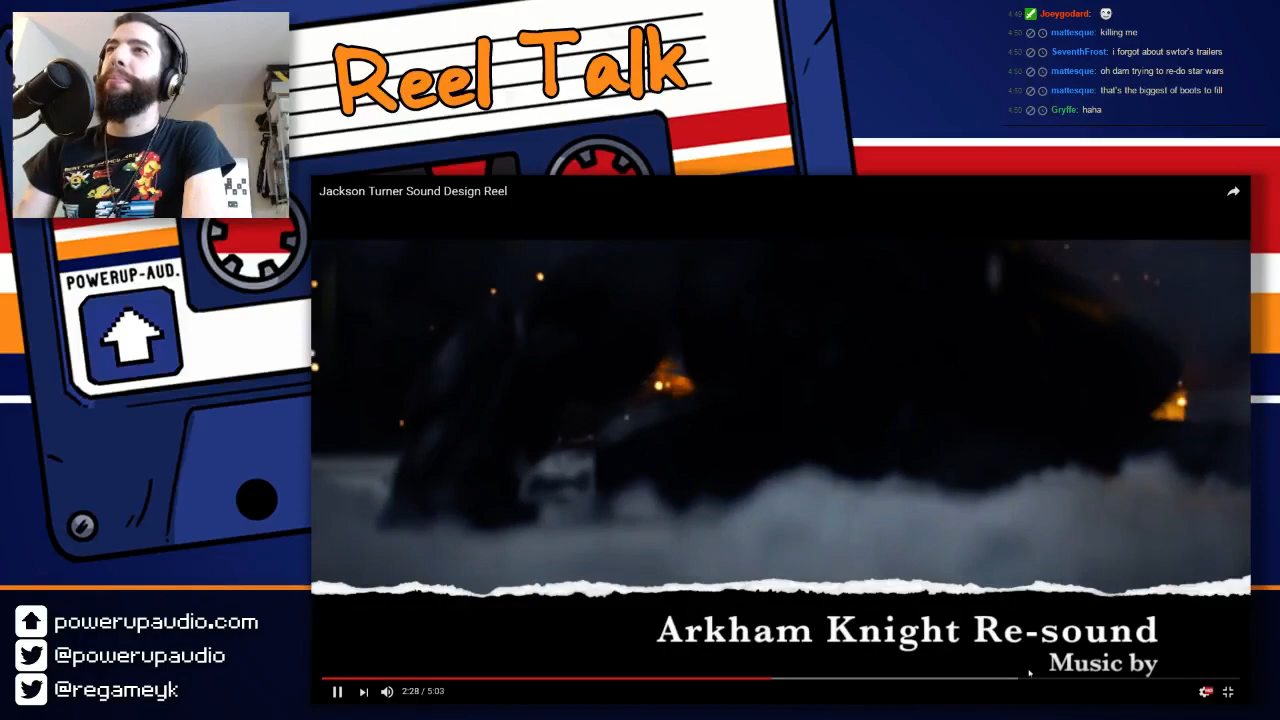 Reel Talk
4:49 Joeygodard:
4:50 mattesque: killing me
4:50 SeventhFrost: i forgot about swtor's trailers
4:50 mattesque: oh dam trying to re-do star wars
4:50 mattesque: that's the biggest of boots to fill
4:50 Gryffe: haha
Jackson Turner Sound Design Reel
POWERUP-AUD.
Arkham Knight Re-sound
Music by
2:28 / 5:03
powerupaudio.com
@powerupaudio
@regameyk